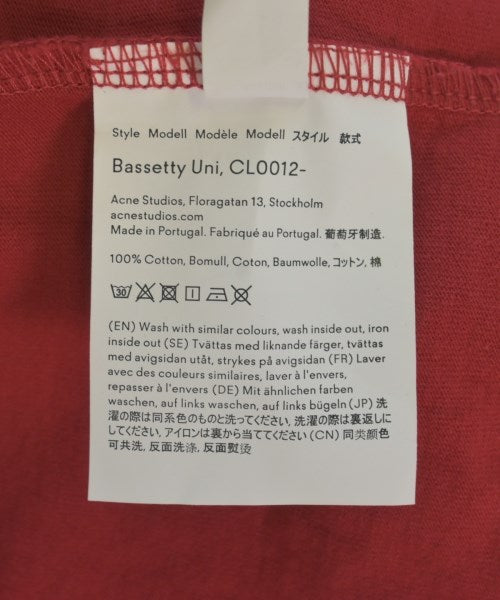 Style Modell Modèle Modell スタイル 款式
Bassetty Uni, CL0012-
Acne Studios, Floragatan 13, Stockholm
acnestudios.com
Made in Portugal. Fabriqué au Portugal. 葡萄牙制造.
100% Cotton, Bomull, Coton, Baumwolle, コットン, 棉
30
(EN) Wash with similar colours, wash inside out, iron
inside out (SE) Tvättas med liknande färger, tvättas
med avigsidan utåt, strykes på avigsidan (FR) Laver
avec des couleurs similaires, laver à l'envers,
repasser à l'envers (DE) Mit ähnlichen farben
waschen, auf links waschen, auf links bügeln (JP) 洗
濯の際は同系色のものと洗ってください, 洗濯の際は裏返しに
してください, アイロンは裏から当ててください (CN) 同类颜色
可共洗, 反面洗涤, 反面熨烫